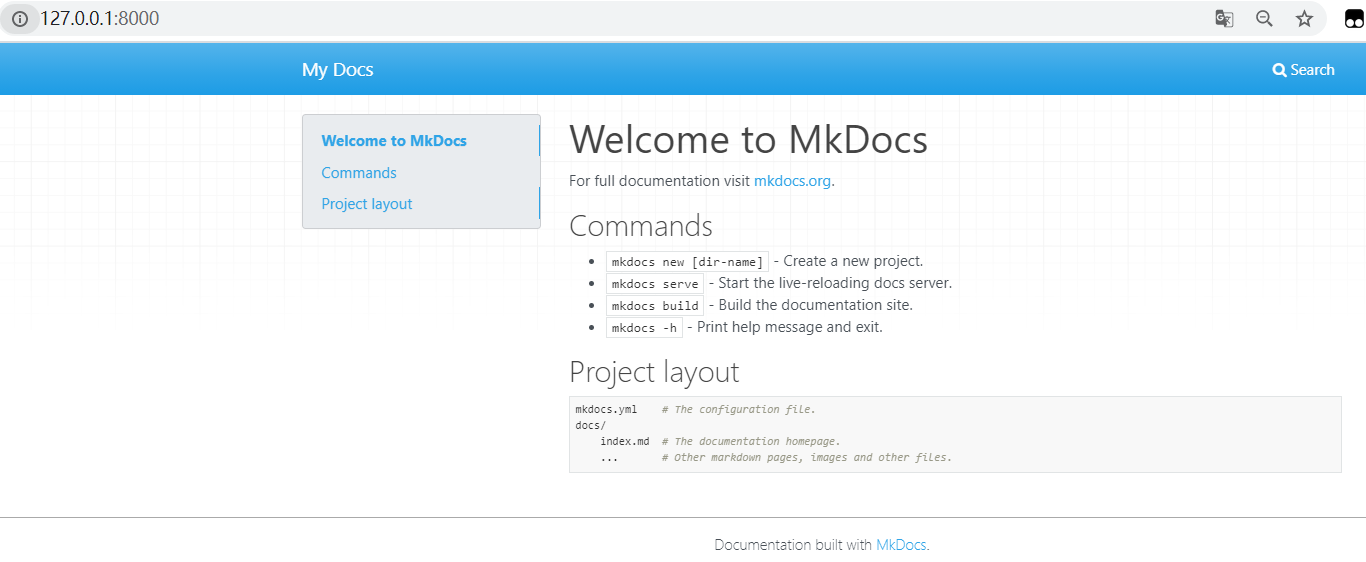 127.0.0.1:8000
My Docs
Search
Welcome to MkDocs
Commands
Project layout
Welcome to MkDocs
For full documentation visit mkdocs.org.
Commands
mkdocs new [dir-name] - Create a new project.
mkdocs serve - Start the live-reloading docs server.
mkdocs build - Build the documentation site.
mkdocs -h - Print help message and exit.
Project layout
mkdocs.yml    # The configuration file.
docs/
    index.md  # The documentation homepage.
    ...       # Other markdown pages, images and other files.
Documentation built with MkDocs.